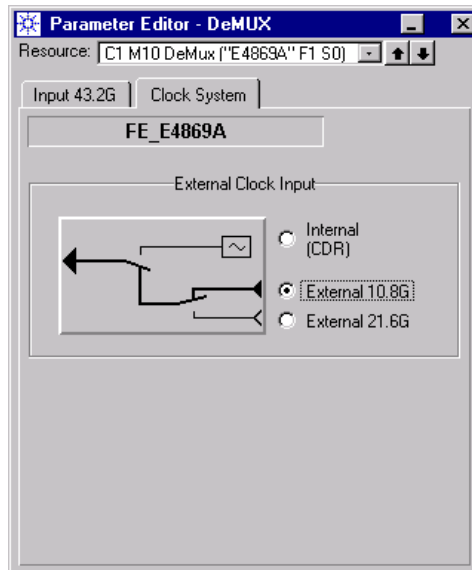 Parameter Editor - DeMUX
Resource: C1 M10 DeMux ("E4869A" F1 S0)
Input 43.2G
Clock System
FE_E4869A
External Clock Input
Internal
(CDR)
External 10.8G
External 21.6G